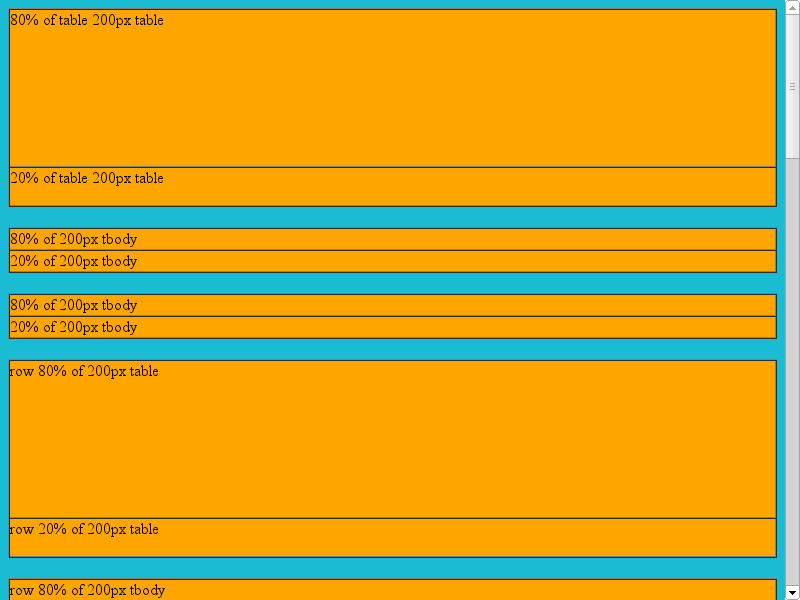 80% of table 200px table
20% of table 200px table
80% of 200px tbody
20% of 200px tbody
80% of 200px tbody
20% of 200px tbody
row 80% of 200px table
row 20% of 200px table
row 80% of 200px tbody